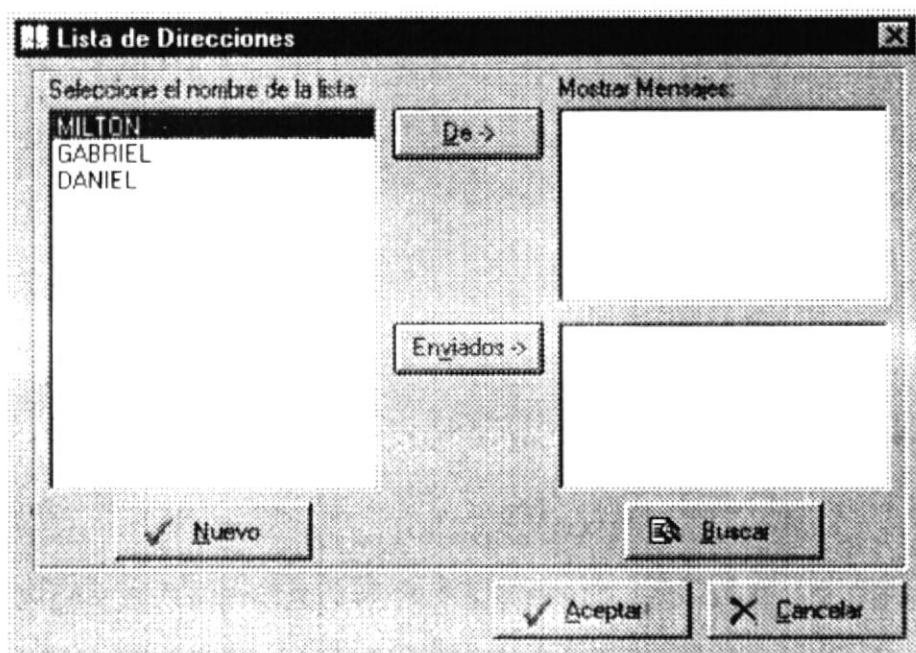 Lista de Direcciones
Seleccione el nombre de la lista:
MILTON
GABRIEL
DANIEL
De ->
Enviados ->
Mostrar Mensajes:
Nuevo
Buscar
Aceptar
Cancelar